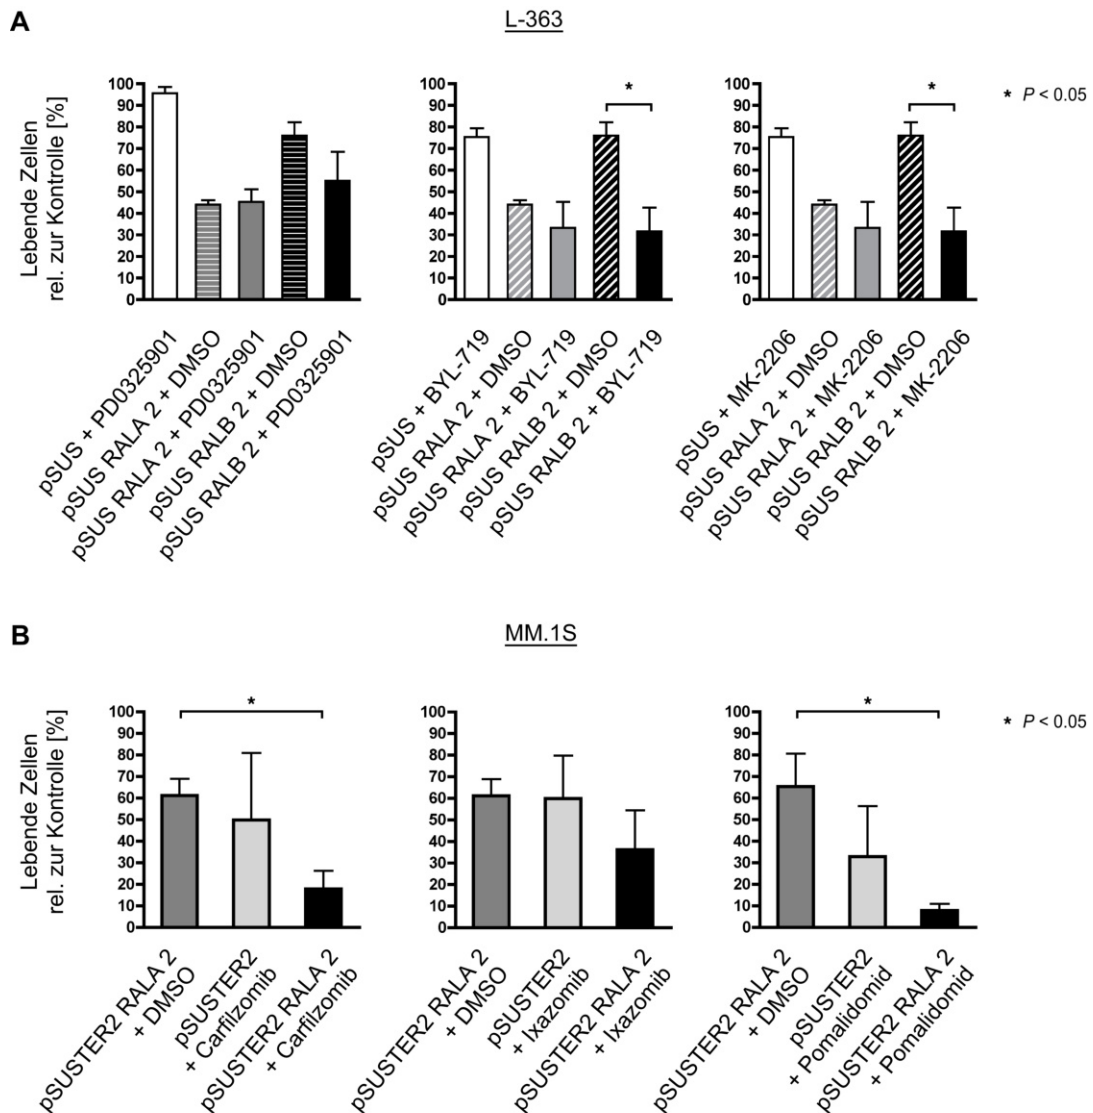 A
L-363
Lebende Zellen
rel. zur Kontrolle [%]
100
90
80
70
60
50
40
30
20
10
0
pSUS + PD0325901
pSUS RALA 2 + DMSO
pSUS RALA 2 + PD0325901
pSUS RALB 2 + DMSO
pSUS RALB 2 + PD0325901
100
90
80
70
60
50
40
30
20
10
0
*
pSUS + BYL-719
pSUS RALA 2 + DMSO
pSUS RALA 2 + BYL-719
pSUS RALB 2 + DMSO
pSUS RALB 2 + BYL-719
100
90
80
70
60
50
40
30
20
10
0
*
pSUS + MK-2206
pSUS RALA 2 + DMSO
pSUS RALA 2 + MK-2206
pSUS RALB 2 + DMSO
pSUS RALB 2 + MK-2206
* P < 0.05
B
MM.1S
Lebende Zellen
rel. zur Kontrolle [%]
100
90
80
70
60
50
40
30
20
10
0
*
pSUSTER2 RALA 2
+ DMSO
pSUSTER2
+ Carfilzomib
pSUSTER2 RALA 2
+ Carfilzomib
100
90
80
70
60
50
40
30
20
10
0
pSUSTER2 RALA 2
+ DMSO
pSUSTER2
+ Ixazomib
pSUSTER2 RALA 2
+ Ixazomib
100
90
80
70
60
50
40
30
20
10
0
*
pSUSTER2 RALA 2
+ DMSO
pSUSTER2
+ Pomalidomid
pSUSTER2 RALA 2
+ Pomalidomid
* P < 0.05